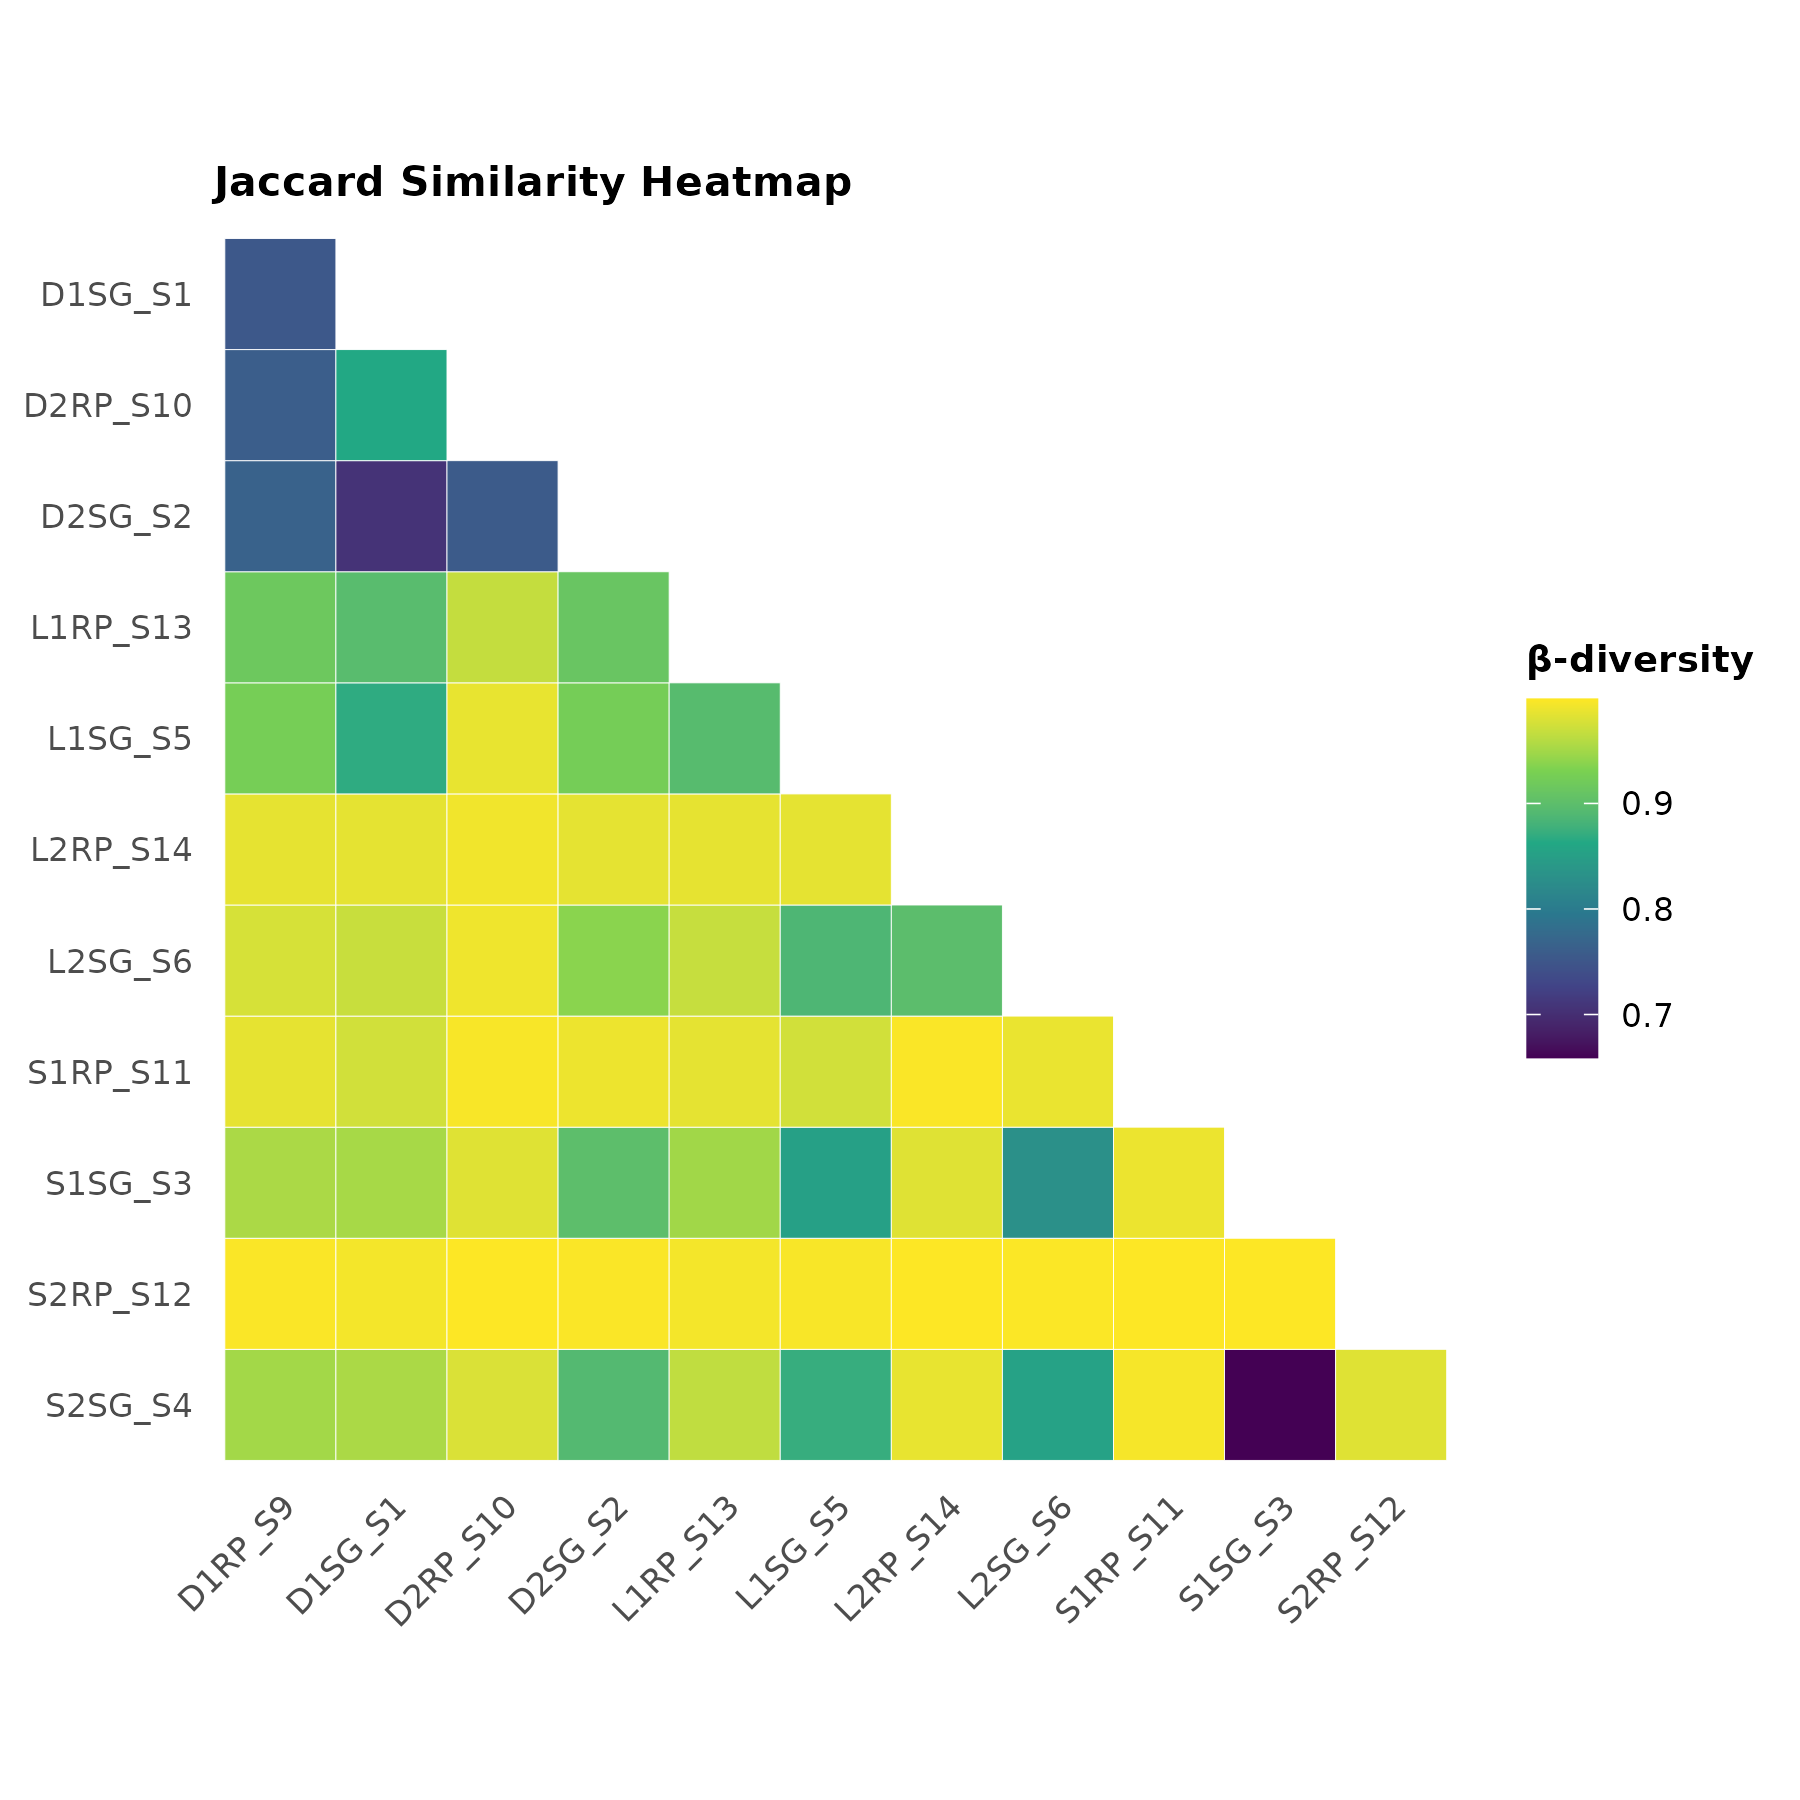 Jaccard Similarity Heatmap
D1SG_S1
D2RP_S10
D2SG_S2
L1RP_S13
L1SG_S5
L2RP_S14
L2SG_S6
S1RP_S11
S1SG_S3
S2RP_S12
S2SG_S4
D1RP_S9
D1SG_S1
D2RP_S10
D2SG_S2
L1RP_S13
L1SG_S5
L2RP_S14
L2SG_S6
S1RP_S11
S1SG_S3
S2RP_S12
β-diversity
0.9
0.8
0.7